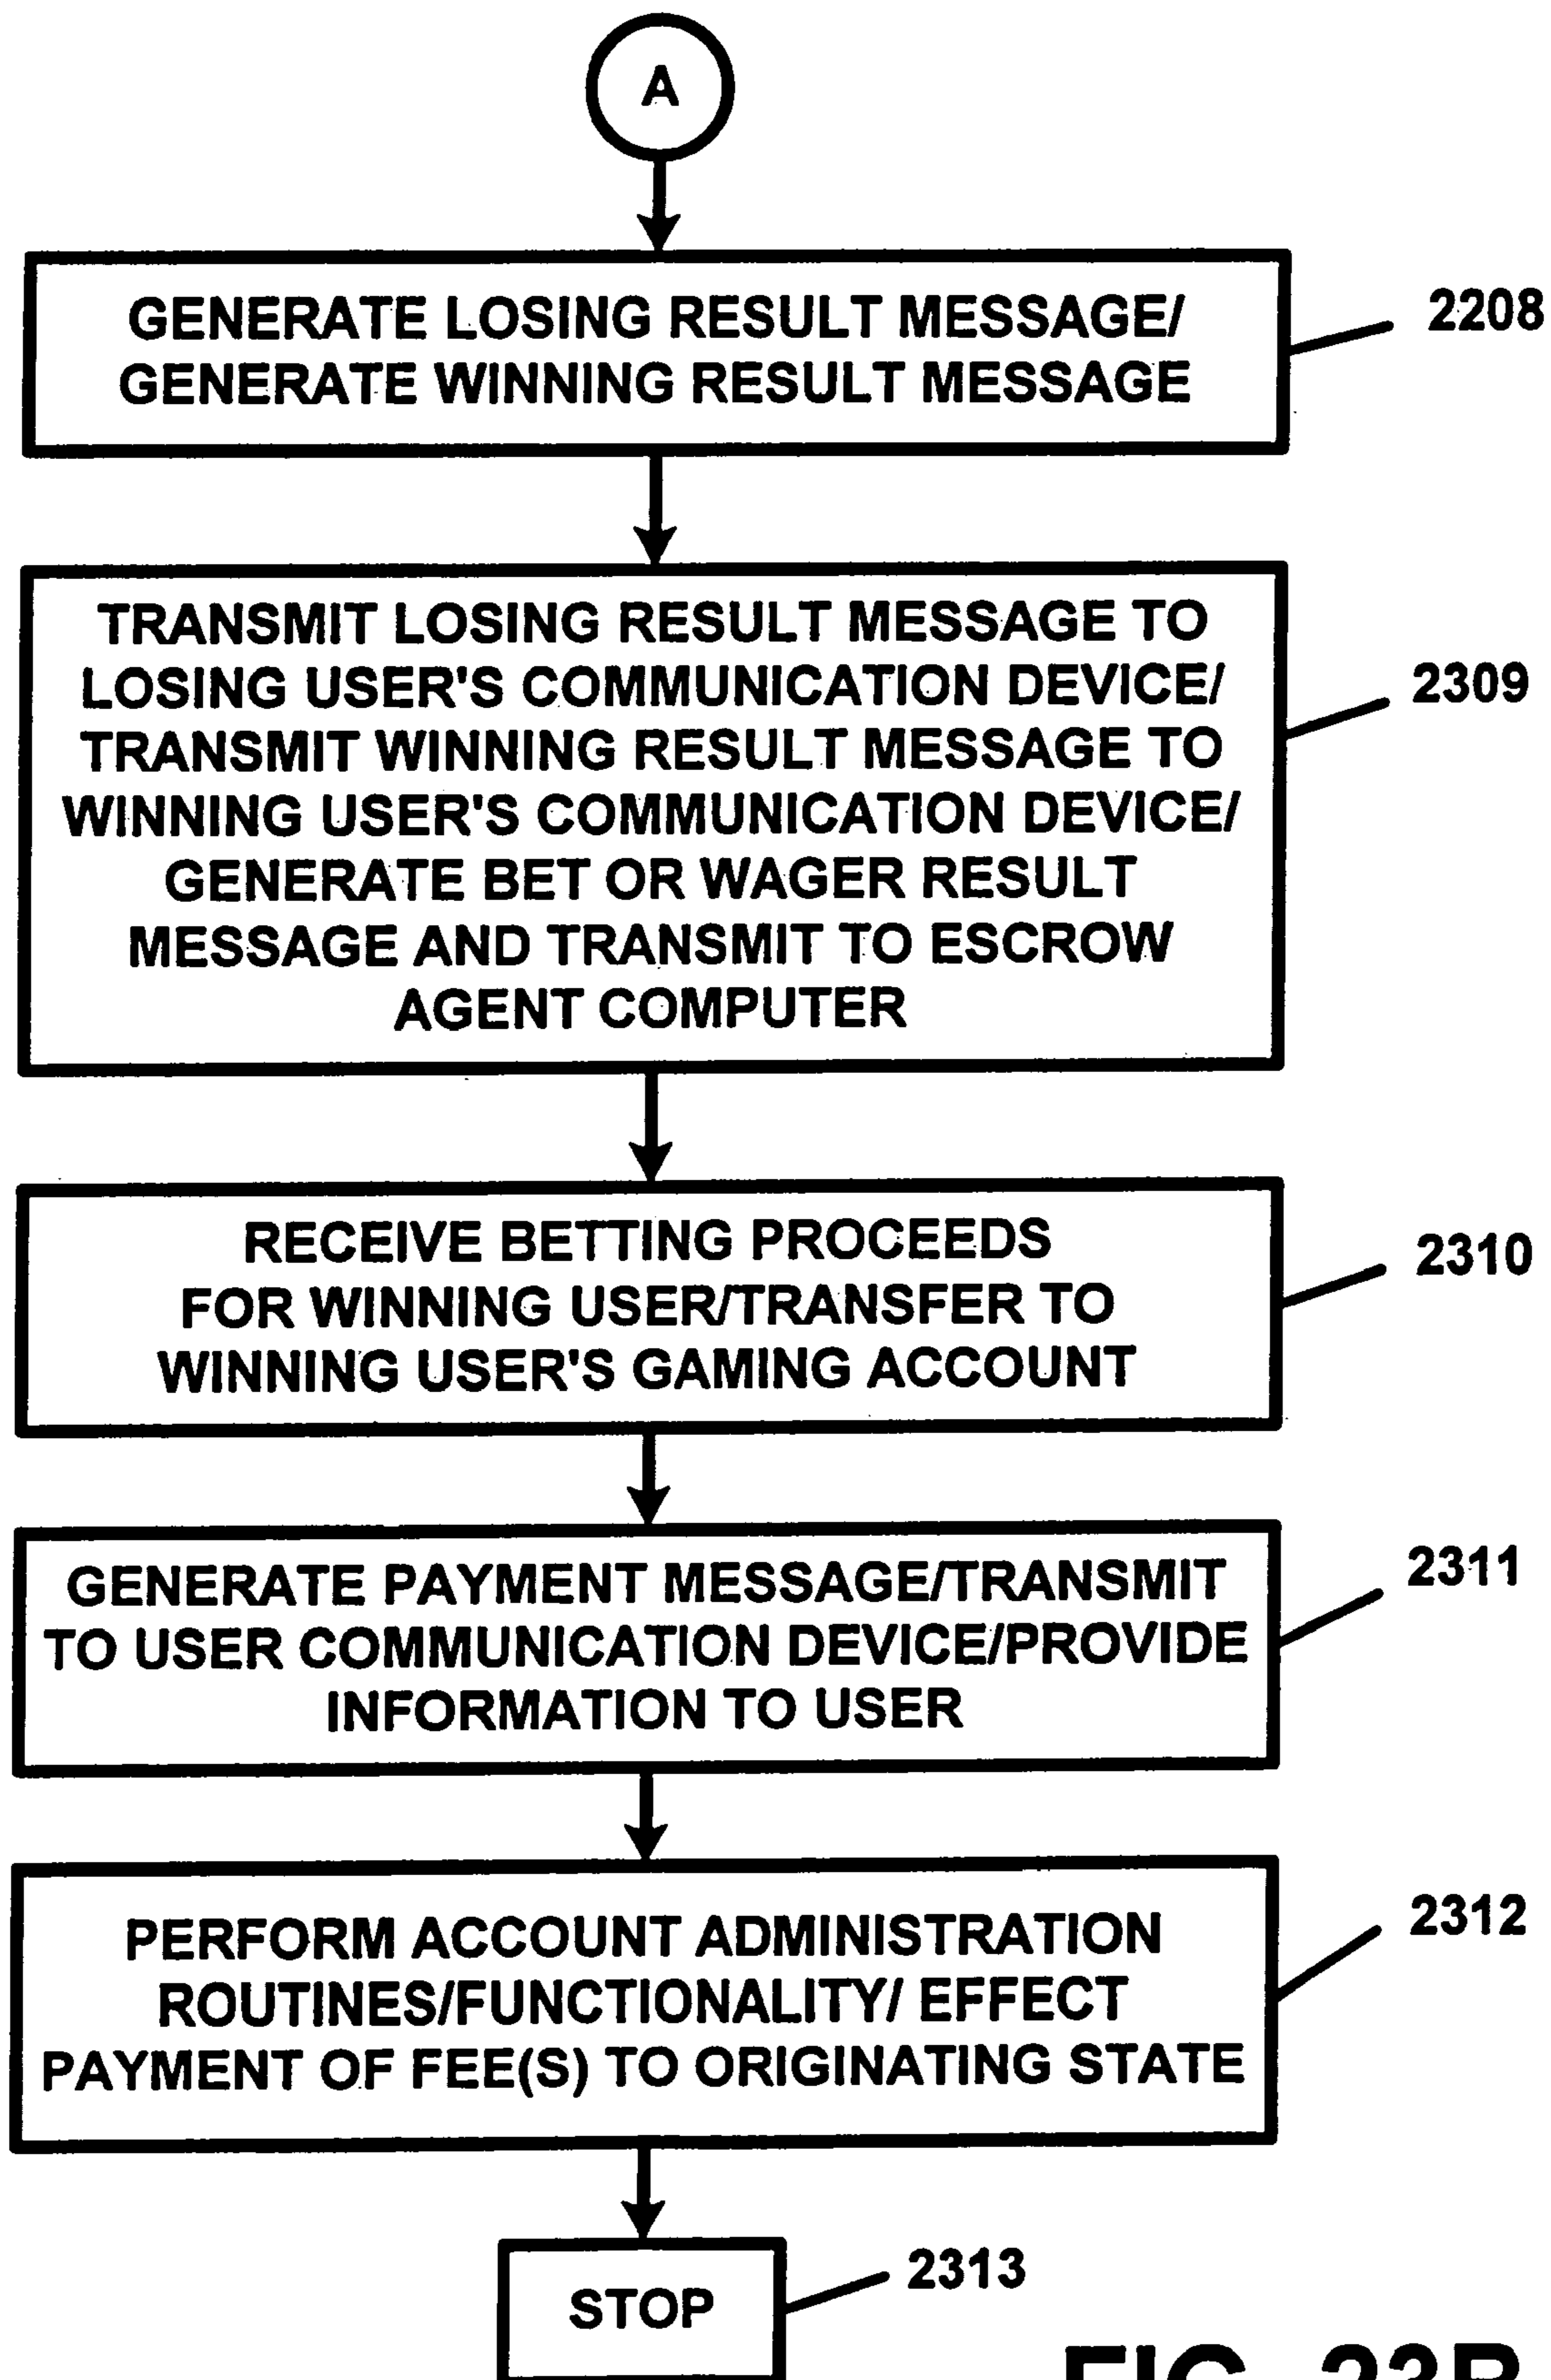 A
GENERATE LOSING RESULT MESSAGE/
GENERATE WINNING RESULT MESSAGE
2208
TRANSMIT LOSING RESULT MESSAGE TO
LOSING USER'S COMMUNICATION DEVICE/
TRANSMIT WINNING RESULT MESSAGE TO
WINNING USER'S COMMUNICATION DEVICE/
GENERATE BET OR WAGER RESULT
MESSAGE AND TRANSMIT TO ESCROW
AGENT COMPUTER
2309
RECEIVE BETTING PROCEEDS
FOR WINNING USER/TRANSFER TO
WINNING USER'S GAMING ACCOUNT
2310
GENERATE PAYMENT MESSAGE/TRANSMIT
TO USER COMMUNICATION DEVICE/PROVIDE
INFORMATION TO USER
2311
PERFORM ACCOUNT ADMINISTRATION
ROUTINES/FUNCTIONALITY/ EFFECT
PAYMENT OF FEE(S) TO ORIGINATING STATE
2312
STOP
2313
FIG. 23B